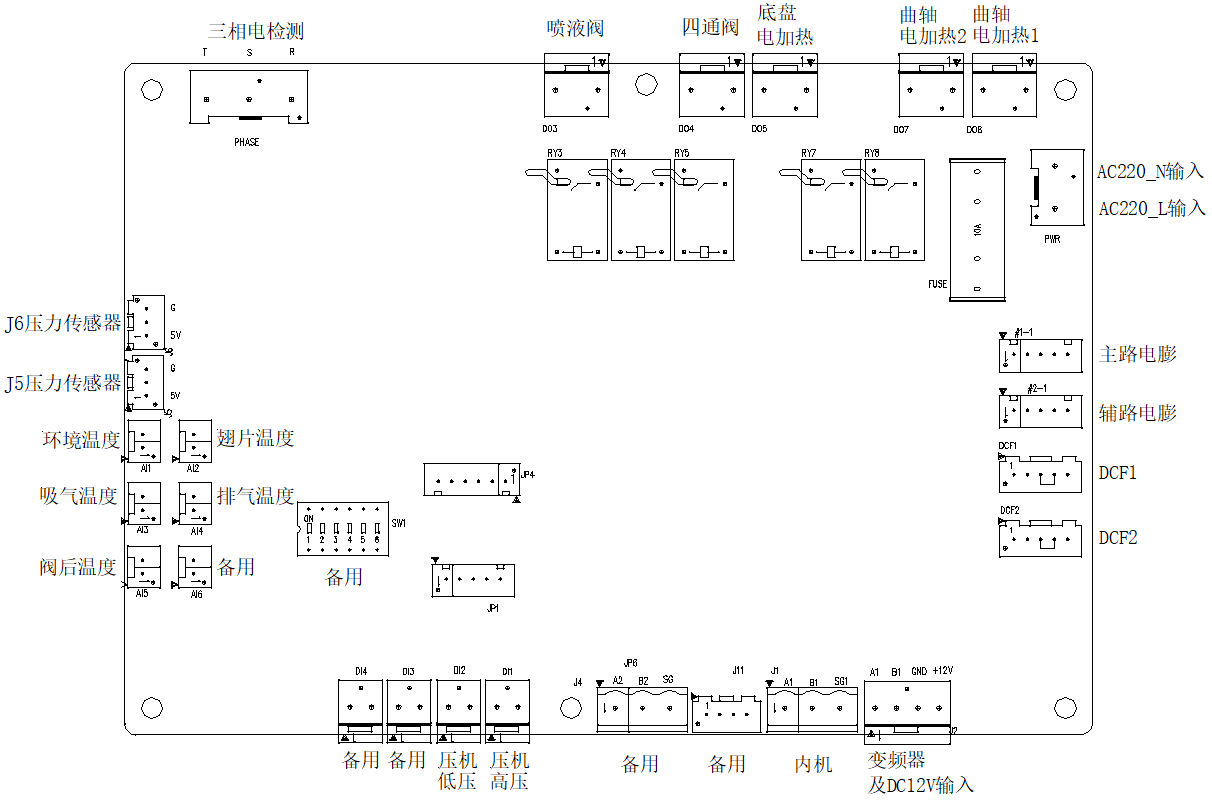 三相电检测
T S R
PHASE
喷液阀
四通阀
底盘
电加热
曲轴
电加热2
曲轴
电加热1
1
1
1
1
1
DO3
DO4
DO5
DO7
DO8
RY3
RY4
RY5
RY7
RY8
10A
FUSE
PWR
AC220_N输入
AC220_L输入
J6压力传感器
G
5V
J6
J5压力传感器
G
5V
J5
环境温度
AI1
AI2
翅片温度
吸气温度
AI3
AI4
排气温度
阀后温度
AI5
AI6
备用
ON
1 2 3 4 5 6
SW1
备用
1
JP4
JP1
#1-1
主路电膨
#2-1
辅路电膨
DCF1
1
DCF1
DCF2
1
DCF2
DI4
DI3
DI2
DI1
备用
备用
压机
低压
压机
高压
J4
JP6
A2 B2 SG
备用
J11
1
备用
J1
A1 B1 SG1
内机
A1 B1 GND +12V
J2
变频器
及DC12V输入